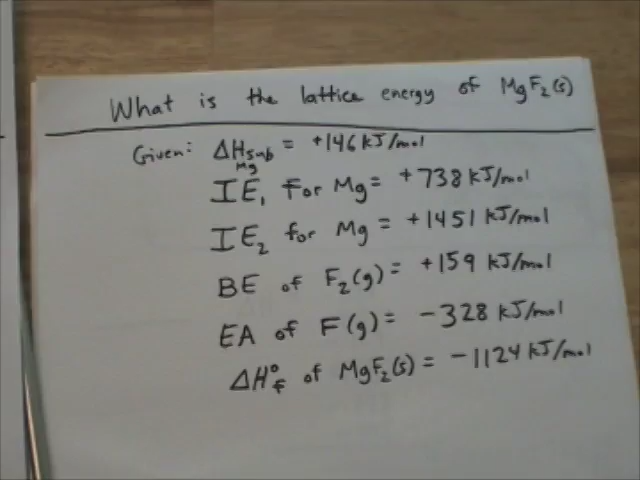 What is the lattice energy of MgF₂(s)
Given: ΔHsub Mg = +146 kJ/mol
IE₁ for Mg = +738 kJ/mol
IE₂ for Mg = +1451 kJ/mol
BE of F₂(g) = +159 kJ/mol
EA of F(g) = -328 kJ/mol
ΔH°f of MgF₂(s) = -1124 kJ/mol